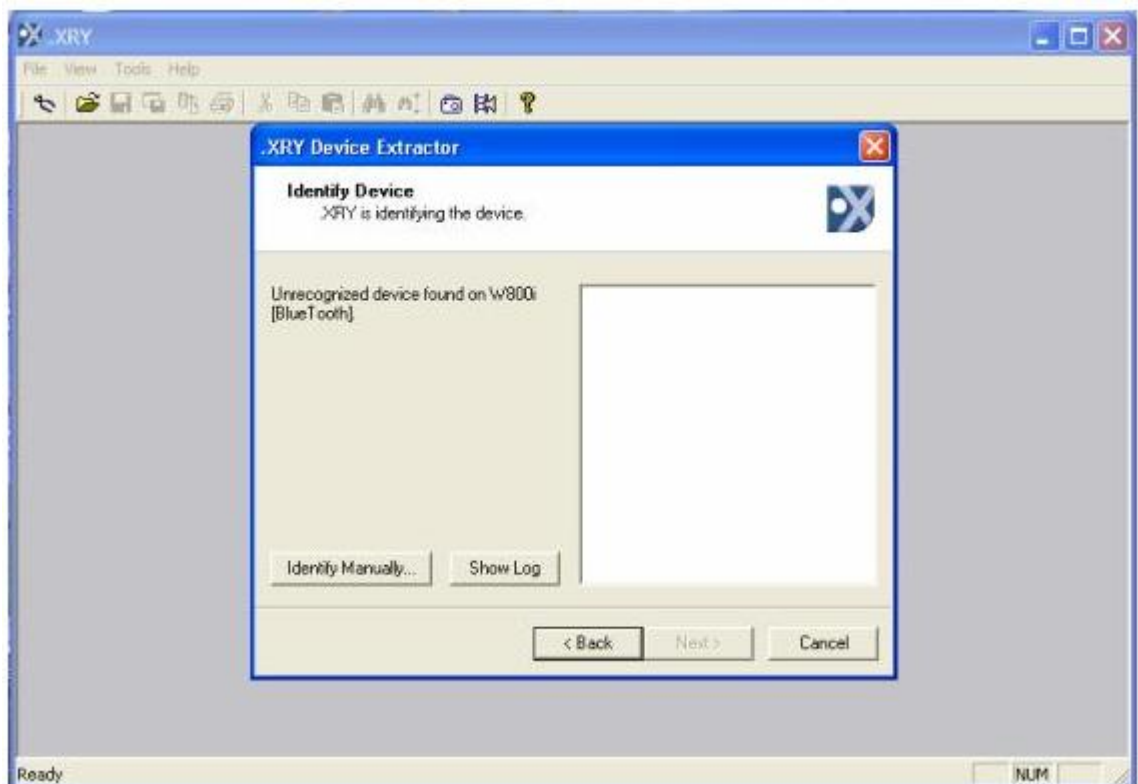 .XRY
File View Tools Help
.XRY Device Extractor
Identify Device
.XRY is identifying the device.
Unrecognized device found on W800i
[BlueTooth].
Identify Manually... Show Log
< Back Next > Cancel
Ready NUM